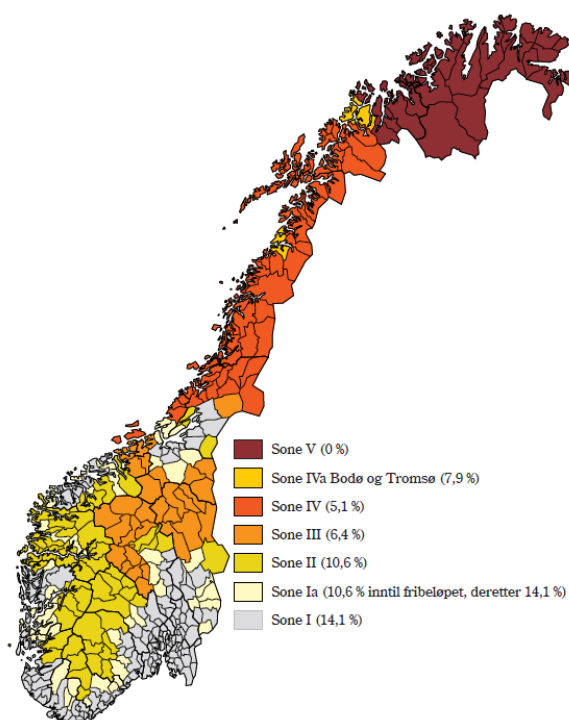 Sone V (0 %)
Sone IVa Bodø og Tromsø (7,9 %)
Sone IV (5,1 %)
Sone III (6,4 %)
Sone II (10,6 %)
Sone Ia (10,6 % inntil fribeløpet, deretter 14,1 %)
Sone I (14,1 %)